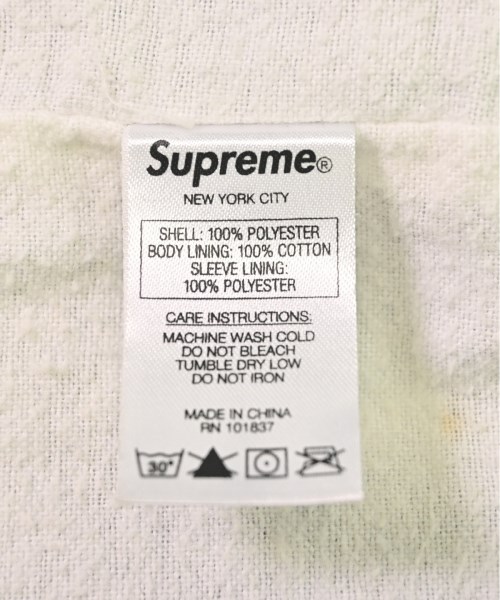 Supreme®
NEW YORK CITY
SHELL: 100% POLYESTER
BODY LINING: 100% COTTON
SLEEVE LINING:
100% POLYESTER
CARE INSTRUCTIONS:
MACHINE WASH COLD
DO NOT BLEACH
TUMBLE DRY LOW
DO NOT IRON
MADE IN CHINA
RN 101837
30°